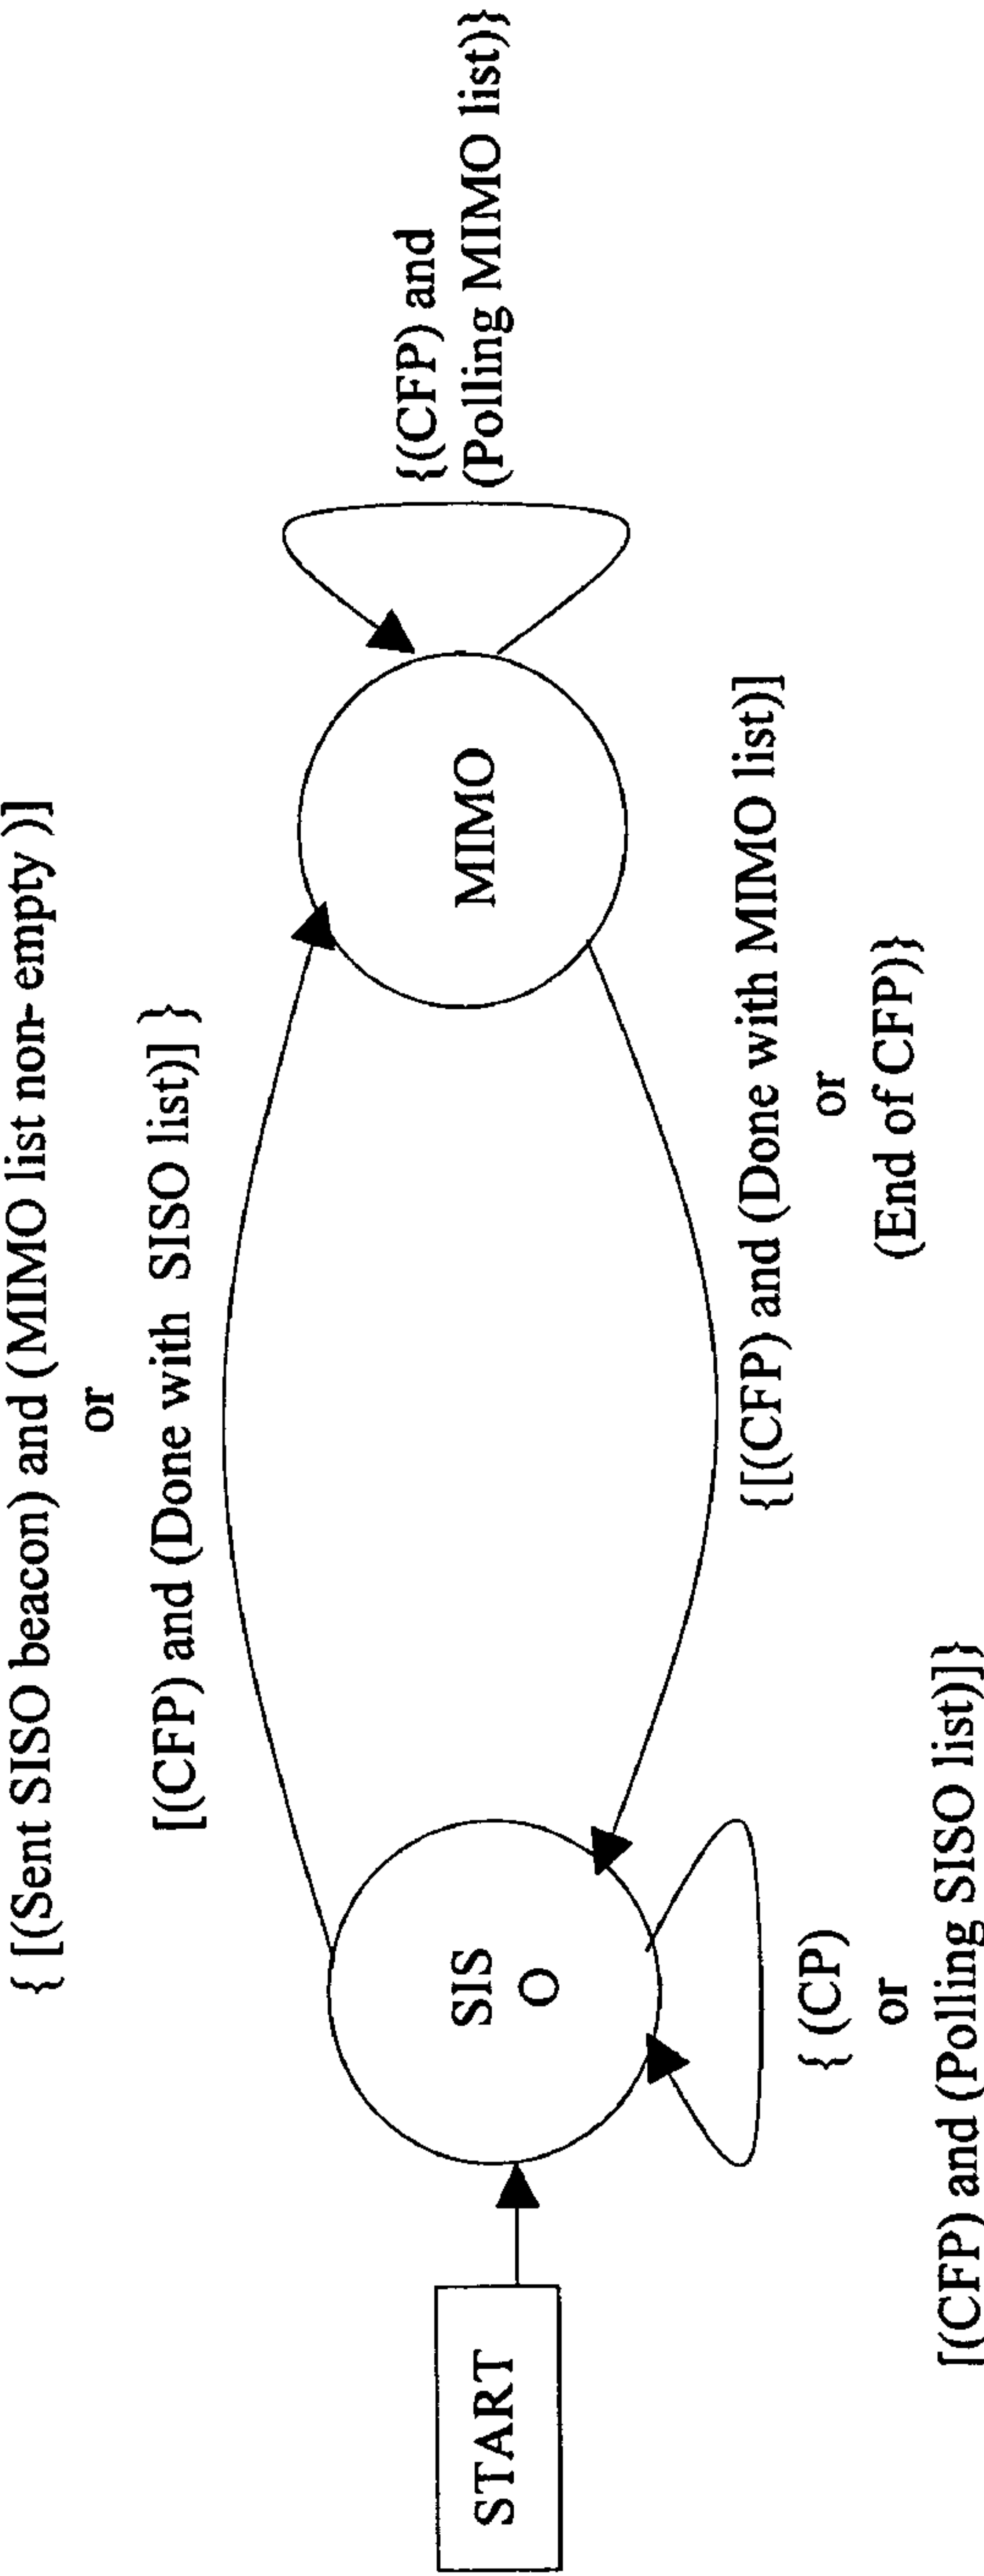 { [(Sent SISO beacon) and (MIMO list non- empty )]
or
[(CFP) and (Done with SISO list)] }
START
SIS
O
MIMO
{(CFP) and
(Polling MIMO list)}
{[(CFP) and (Done with MIMO list)]
or
(End of CFP)}
{ (CP)
or
[(CFP) and (Polling SISO list)]}